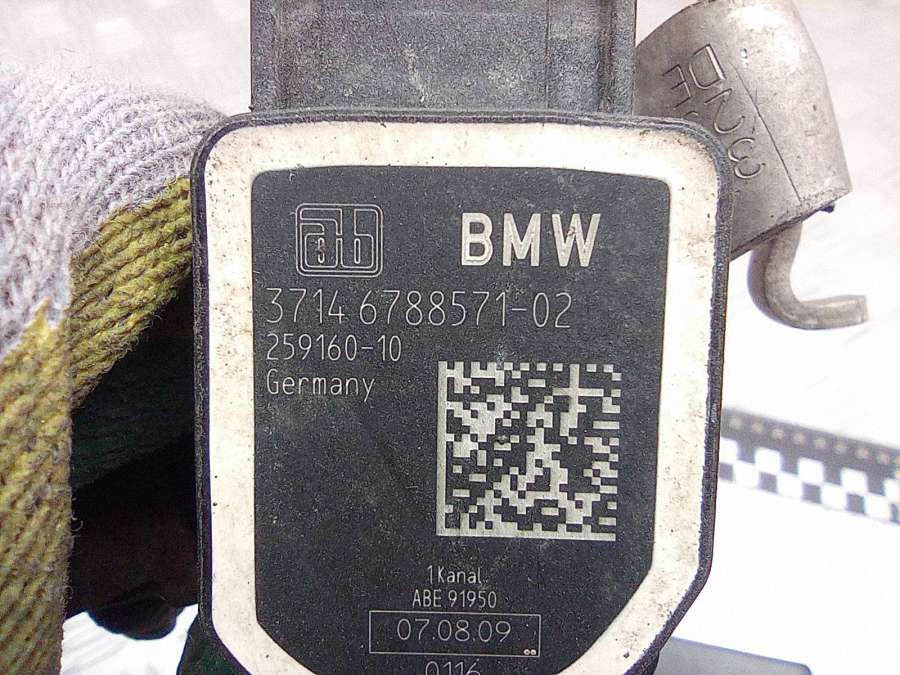 BMW
3714 6788571-02
259160-10
Germany
1Kanal
ABE 91950
07.08.09
0116